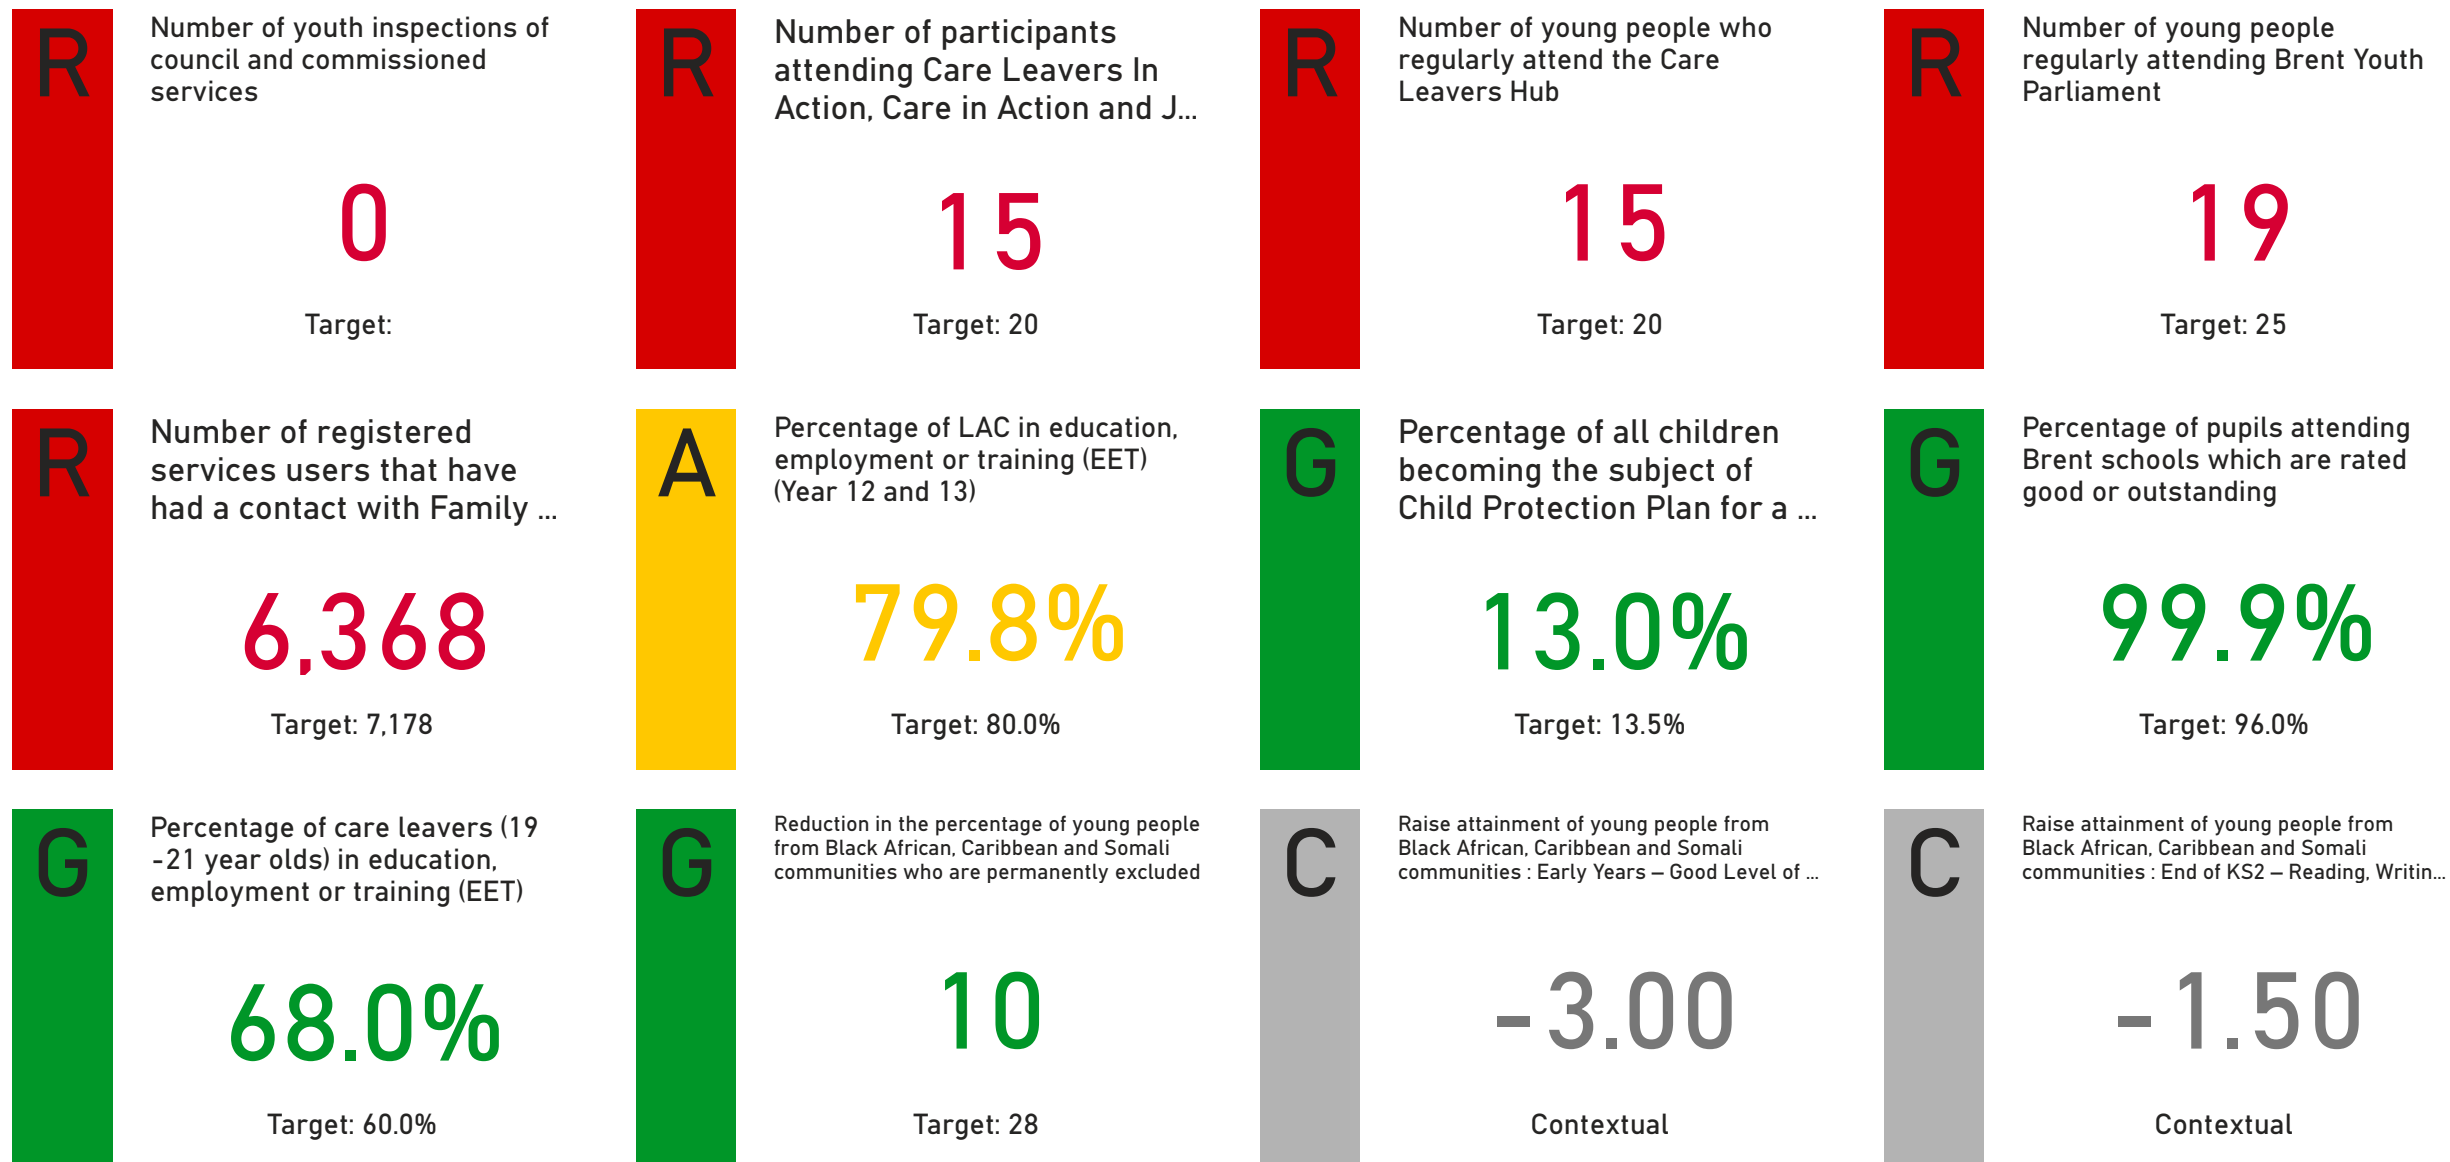 R
Number of youth inspections of
council and commissioned
services
0
Target:
R
Number of participants
attending Care Leavers In
Action, Care in Action and J...
15
Target: 20
R
Number of young people who
regularly attend the Care
Leavers Hub
15
Target: 20
R
Number of young people
regularly attending Brent Youth
Parliament
19
Target: 25
R
Number of registered
services users that have
had a contact with Family ...
6,368
Target: 7,178
A
Percentage of LAC in education,
employment or training (EET)
(Year 12 and 13)
79.8%
Target: 80.0%
G
Percentage of all children
becoming the subject of
Child Protection Plan for a ...
13.0%
Target: 13.5%
G
Percentage of pupils attending
Brent schools which are rated
good or outstanding
99.9%
Target: 96.0%
G
Percentage of care leavers (19
-21 year olds) in education,
employment or training (EET)
68.0%
Target: 60.0%
G
Reduction in the percentage of young people
from Black African, Caribbean and Somali
communities who are permanently excluded
10
Target: 28
C
Raise attainment of young people from
Black African, Caribbean and Somali
communities : Early Years – Good Level of ...
-3.00
Contextual
C
Raise attainment of young people from
Black African, Caribbean and Somali
communities : End of KS2 – Reading, Writin...
-1.50
Contextual